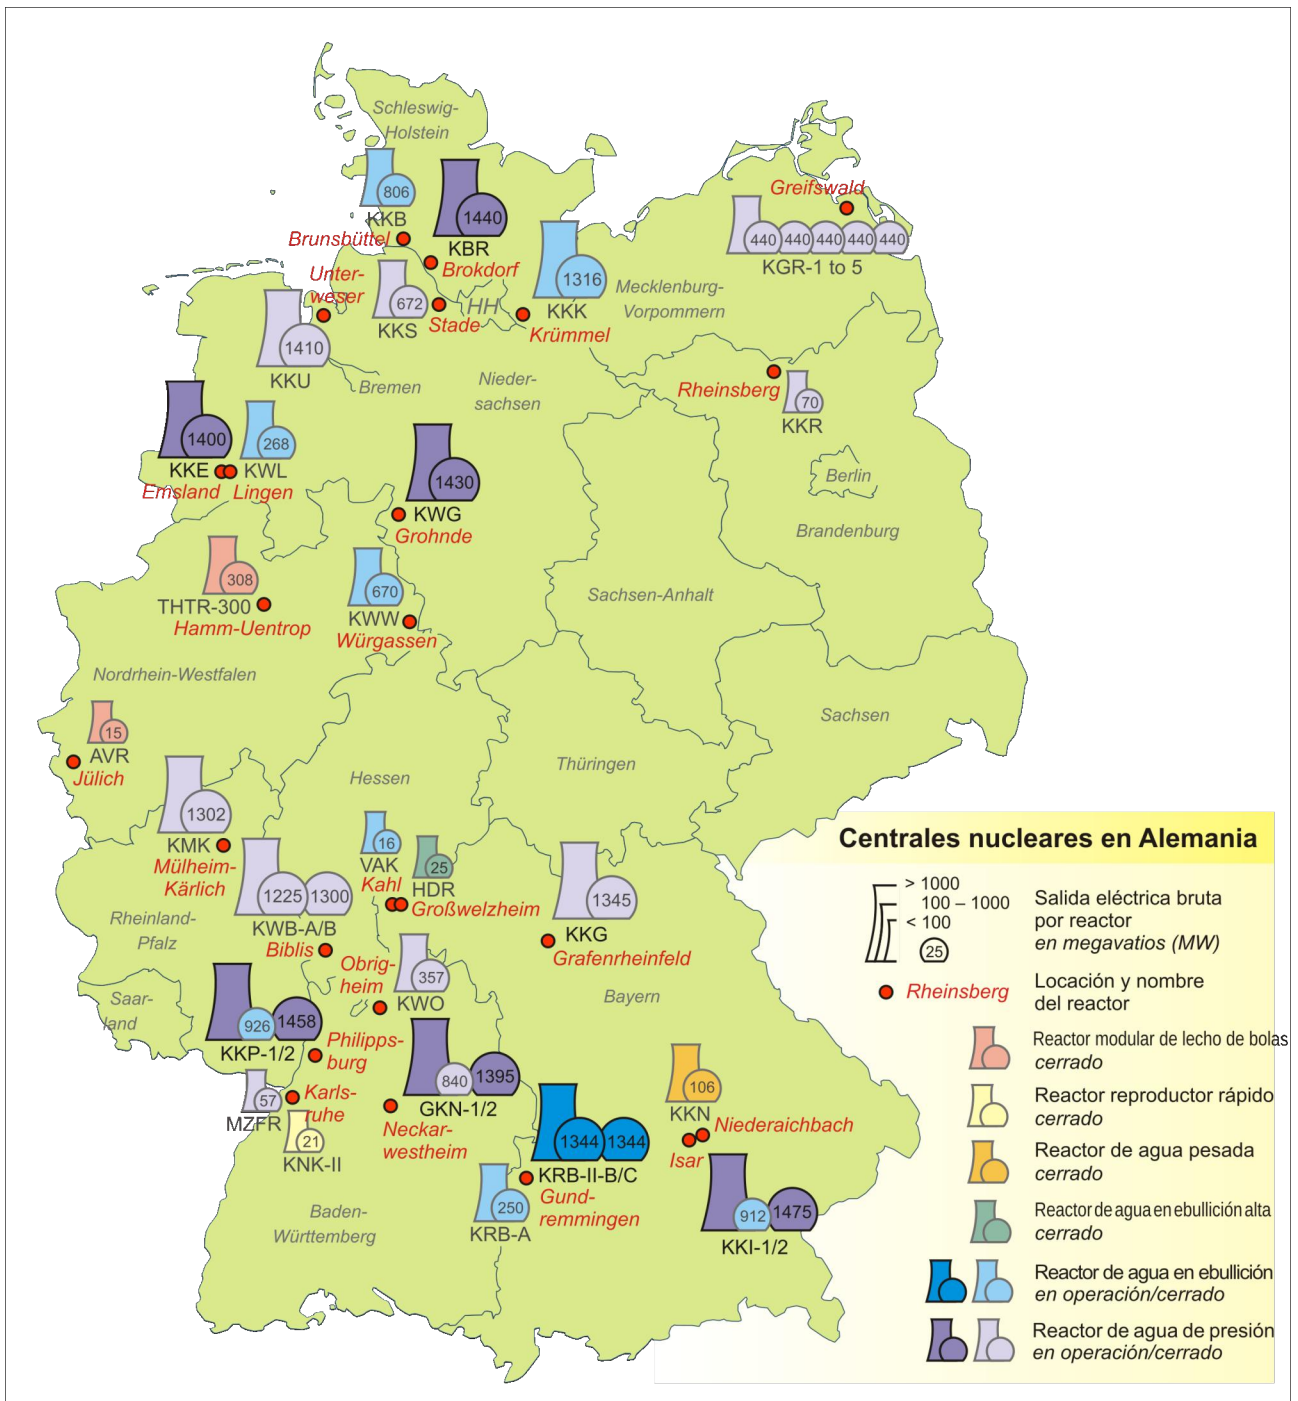 Schleswig-
Holstein
806
KKB
Brunsbüttel
1440
KBR
Brokdorf
Greifswald
440
440
440
440
440
KGR-1 to 5
Unter-
weser
672
KKS
Stade
HH
1316
KKK
Krümmel
Mecklenburg-
Vorpommern
1410
KKU
Bremen
Nieder-
sachsen
Rheinsberg
70
KKR
1400
KKE
Emsland
268
KWL
Lingen
1430
KWG
Grohnde
Berlin
Brandenburg
308
THTR-300
Hamm-Uentrop
670
KWW
Würgassen
Sachsen-Anhalt
Nordrhein-Westfalen
15
AVR
Jülich
Sachsen
Hessen
Thüringen
1302
KMK
Mülheim-
Kärlich
16
VAK
Kahl
25
HDR
Großwelzheim
1225
1300
KWB-A/B
Biblis
1345
KKG
Grafenrheinfeld
Rheinland-
Pfalz
Obrig-
heim
357
KWO
Bayern
Saar-
land
926
1458
KKP-1/2
Philipps-
burg
840
1395
GKN-1/2
Neckar-
westheim
57
MZFR
Karls-
ruhe
21
KNK-II
106
KKN
Niederaichbach
Isar
1344
1344
KRB-II-B/C
Gund-
remmingen
250
KRB-A
912
1475
KKI-1/2
Baden-
Württemberg
Centrales nucleares en Alemania
> 1000
100 – 1000
< 100
25
Salida eléctrica bruta
por reactor
en megavatios (MW)
Rheinsberg
Locación y nombre
del reactor
Reactor modular de lecho de bolas
cerrado
Reactor reproductor rápido
cerrado
Reactor de agua pesada
cerrado
Reactor de agua en ebullición alta
cerrado
Reactor de agua en ebullición
en operación/cerrado
Reactor de agua de presión
en operación/cerrado